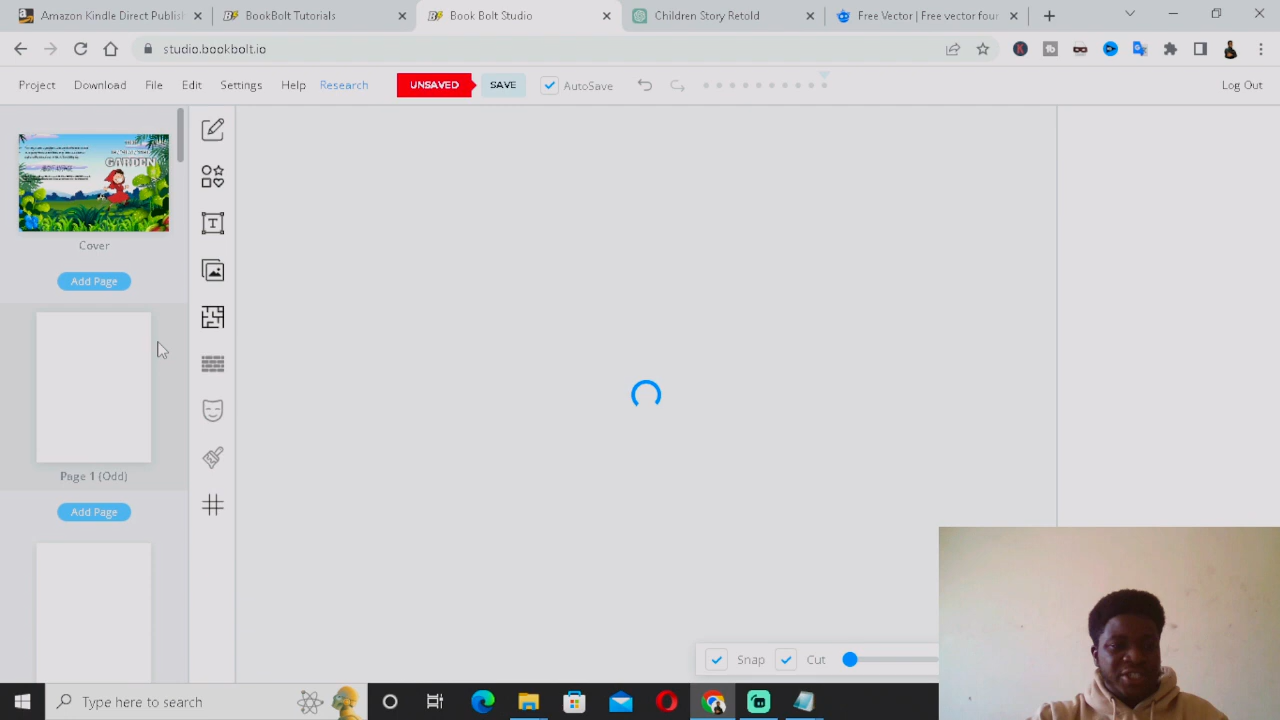 Amazon Kindle Direct Publisl
BookBolt Tutorials
Book Bolt Studio
Children Story Retold
Free Vector | Free vector four
studio.bookbolt.io
Project
Download
File
Edit
Settings
Help
Research
UNSAVED
SAVE
AutoSave
Log Out
GARDEN
Cover
Add Page
Page 1 (Odd)
Add Page
Snap
Cut
Type here to search